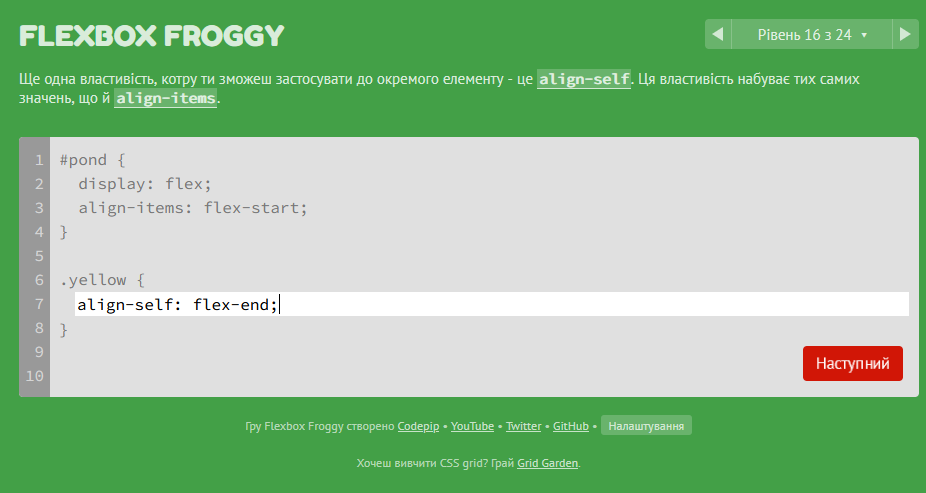 FLEXBOX FROGGY
Рівень 16 з 24 ▾
Ще одна властивість, котру ти зможеш застосувати до окремого елементу - це align-self. Ця властивість набуває тих самих
значень, що й align-items.
1 #pond {
2 display: flex;
3 align-items: flex-start;
4 }
5
6 .yellow {
7 align-self: flex-end;
8 }
9
10
Наступний
Гру Flexbox Froggy створено Codepip • YouTube • Twitter • GitHub • Налаштування
Хочеш вивчити CSS grid? Грай Grid Garden.